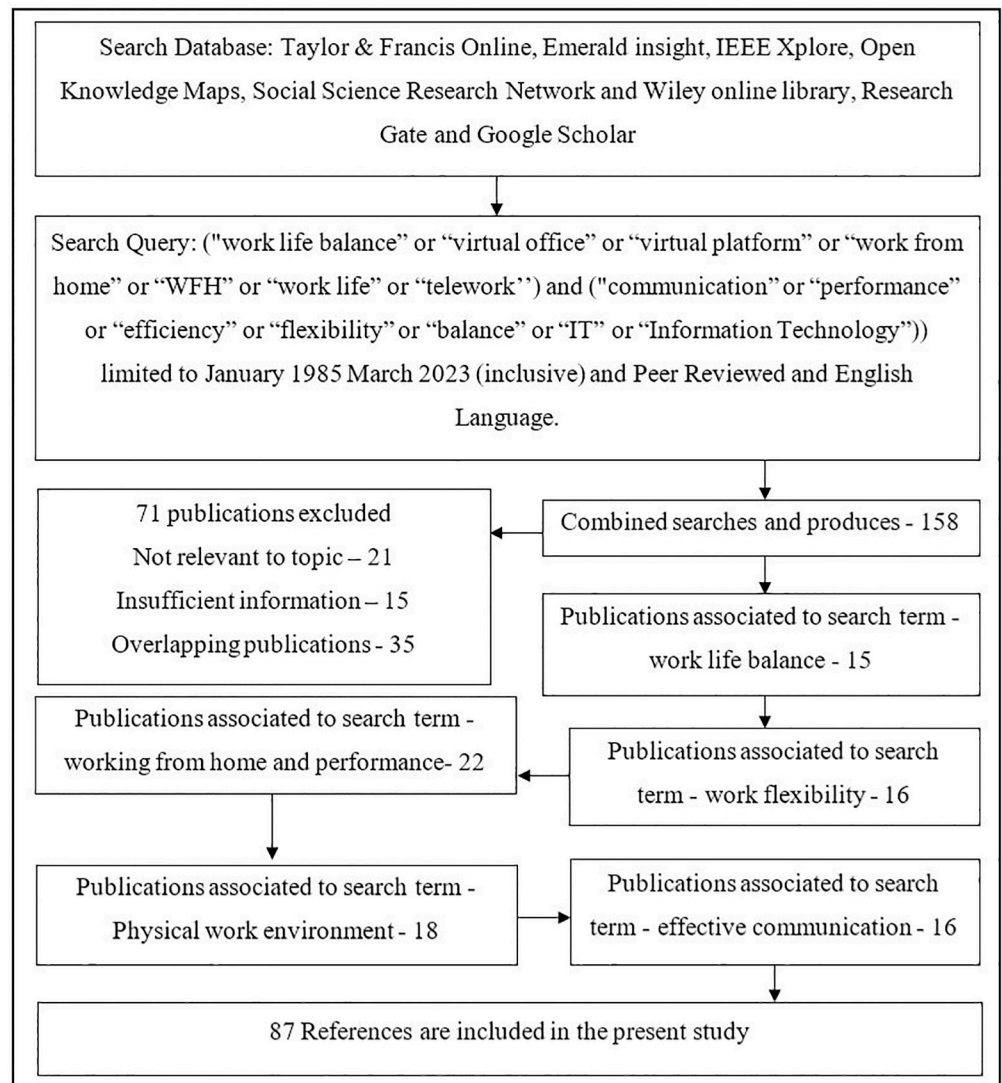 Search Database: Taylor & Francis Online, Emerald insight, IEEE Xplore, Open
Knowledge Maps, Social Science Research Network and Wiley online library, Research
Gate and Google Scholar
Search Query: ("work life balance” or “virtual office” or “virtual platform” or “work from
home” or “WFH” or “work life” or “telework’’) and ("communication” or “performance”
or “efficiency” or “flexibility” or “balance” or “IT” or “Information Technology”))
limited to January 1985 March 2023 (inclusive) and Peer Reviewed and English
Language.
Combined searches and produces - 158
71 publications excluded
Not relevant to topic – 21
Insufficient information – 15
Overlapping publications - 35
Publications associated to search term -
work life balance - 15
Publications associated to search
term - work flexibility - 16
Publications associated to search term -
working from home and performance- 22
Publications associated to search term -
Physical work environment - 18
Publications associated to search
term - effective communication - 16
87 References are included in the present study